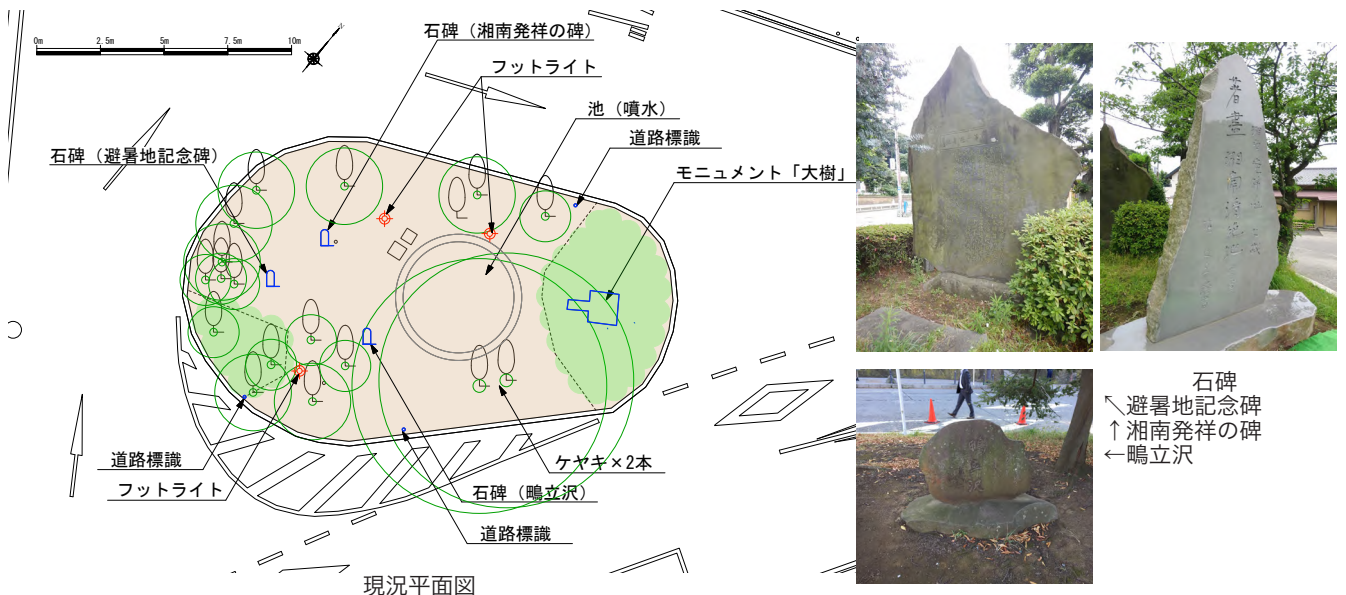 0m 2.5m 5m 7.5m 10m
石碑（湘南発祥の碑）
フットライト
池（噴水）
道路標識
石碑（避暑地記念碑）
モニュメント「大樹」
道路標識
フットライト
ケヤキ×2本
石碑（鴫立沢）
道路標識
現況平面図
石碑
↖避暑地記念碑
↑湘南発祥の碑
←鴫立沢
著盡湘南清絶地